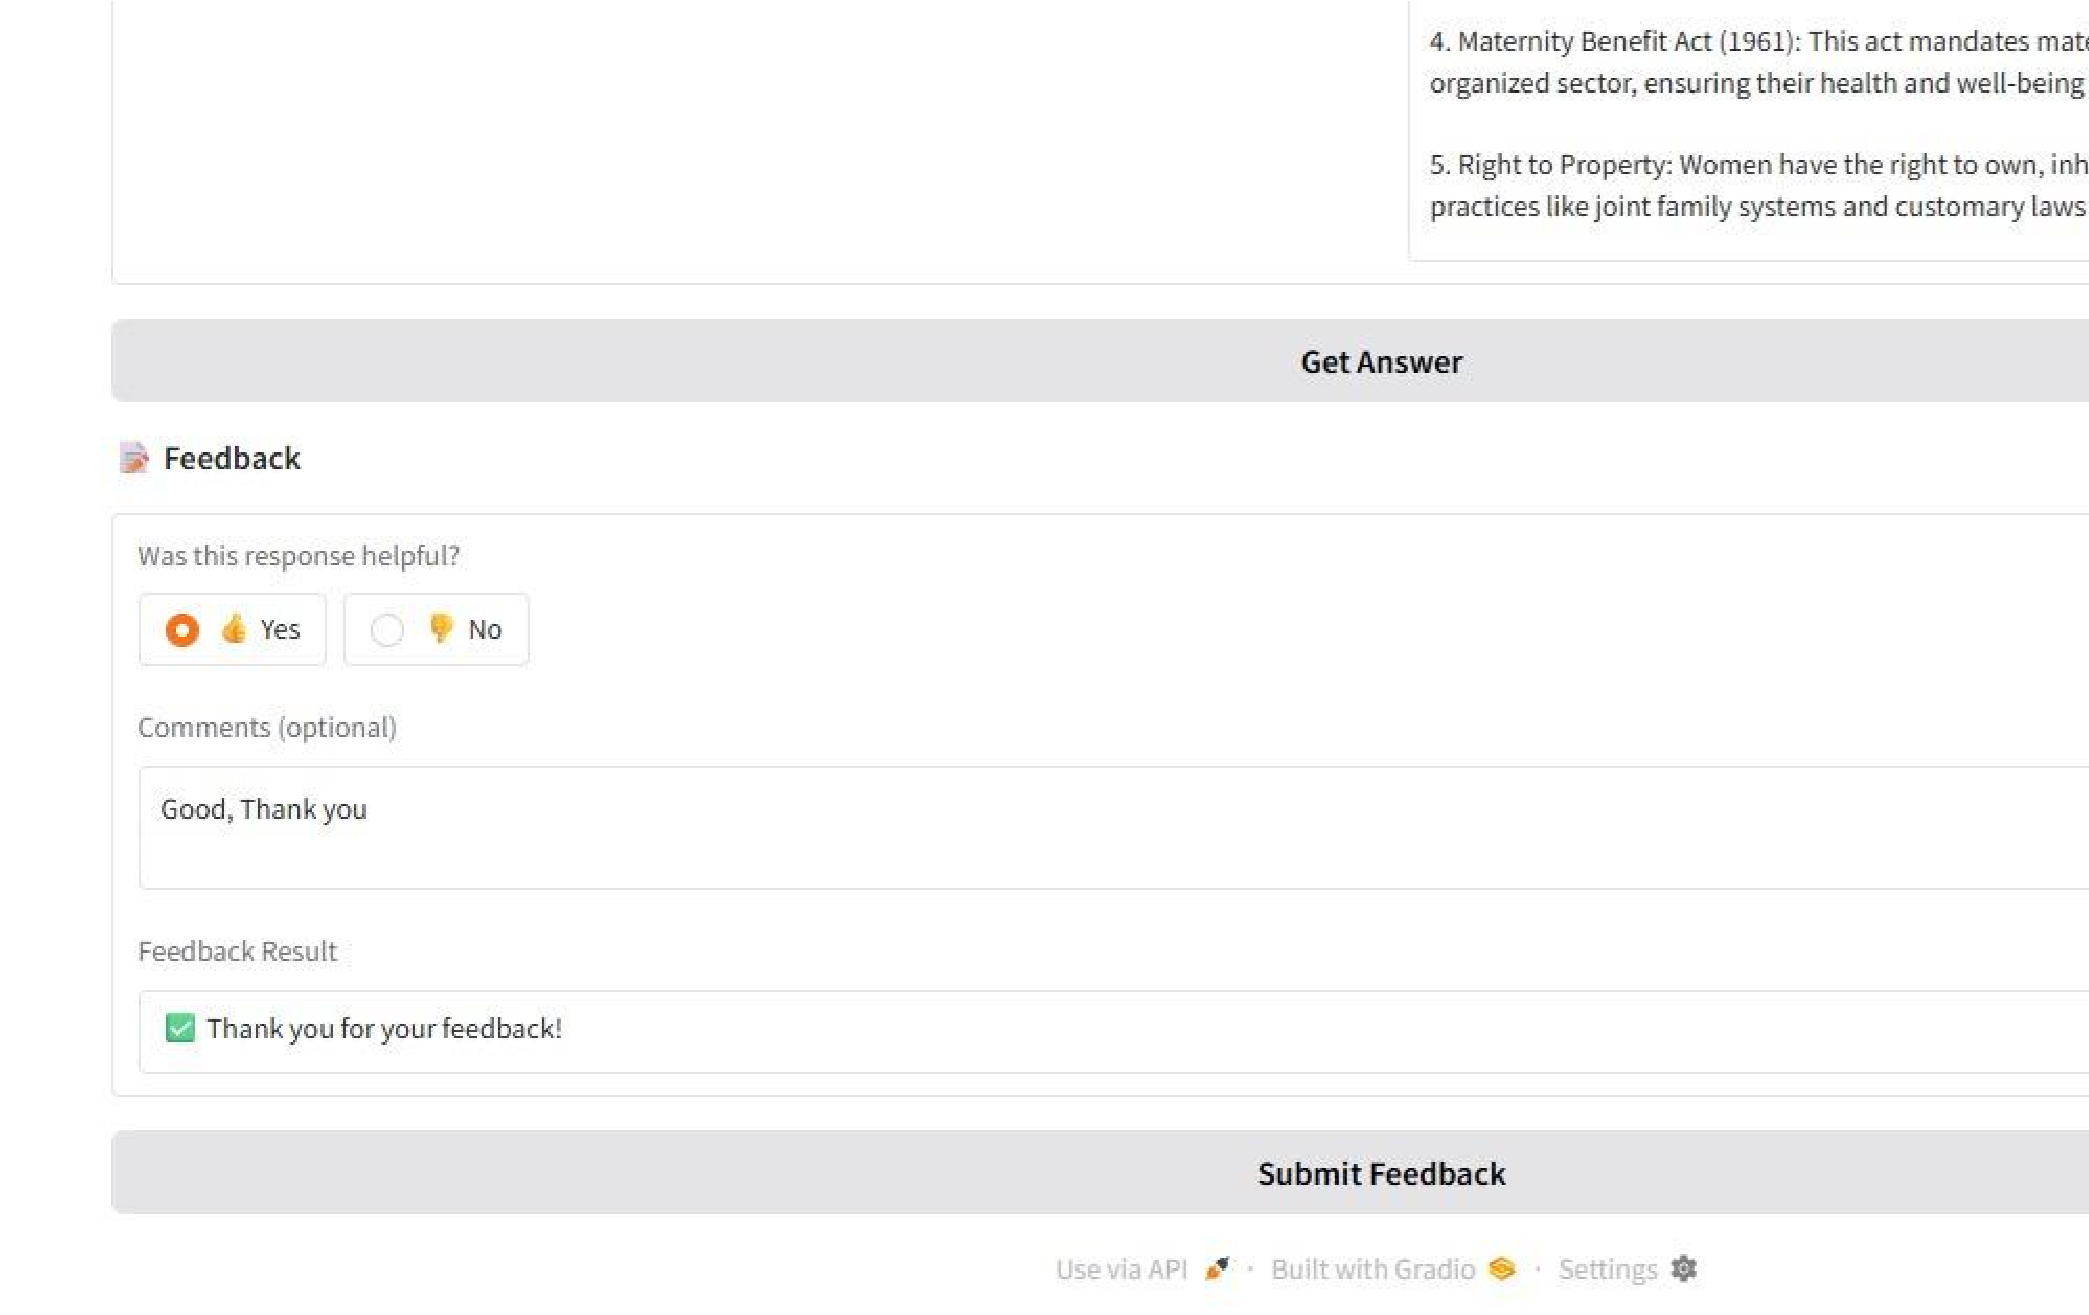 4. Maternity Benefit Act (1961): This act mandates
organized sector, ensuring their health and well-being
5. Right to Property: Women have the right to own,
practices like joint family systems and customary laws
Get Answer
📝 Feedback
Was this response helpful?
👍 Yes 👎 No
Comments (optional)
Good, Thank you
Feedback Result
✅ Thank you for your feedback!
Submit Feedback
Use via API 🚀 · Built with Gradio · Settings ⚙